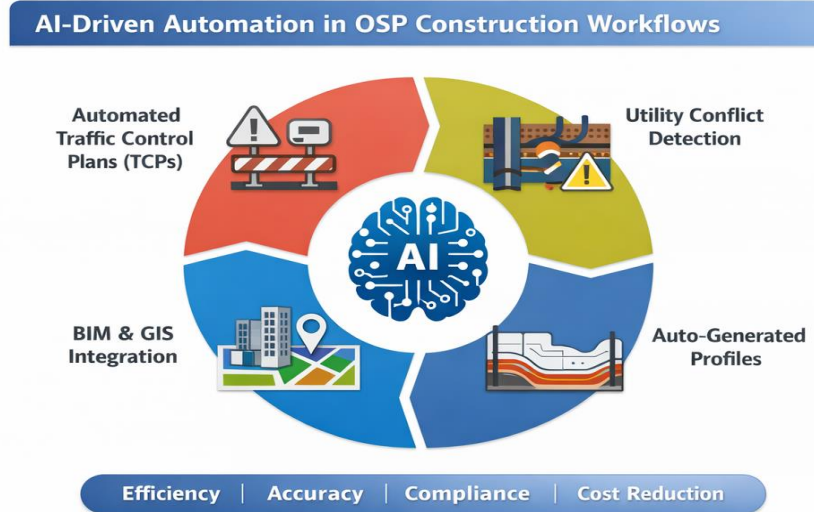 AI-Driven Automation in OSP Construction Workflows
Automated
Traffic Control
Plans (TCPs)
Utility Conflict
Detection
AI
BIM & GIS
Integration
Auto-Generated
Profiles
Efficiency | Accuracy | Compliance | Cost Reduction